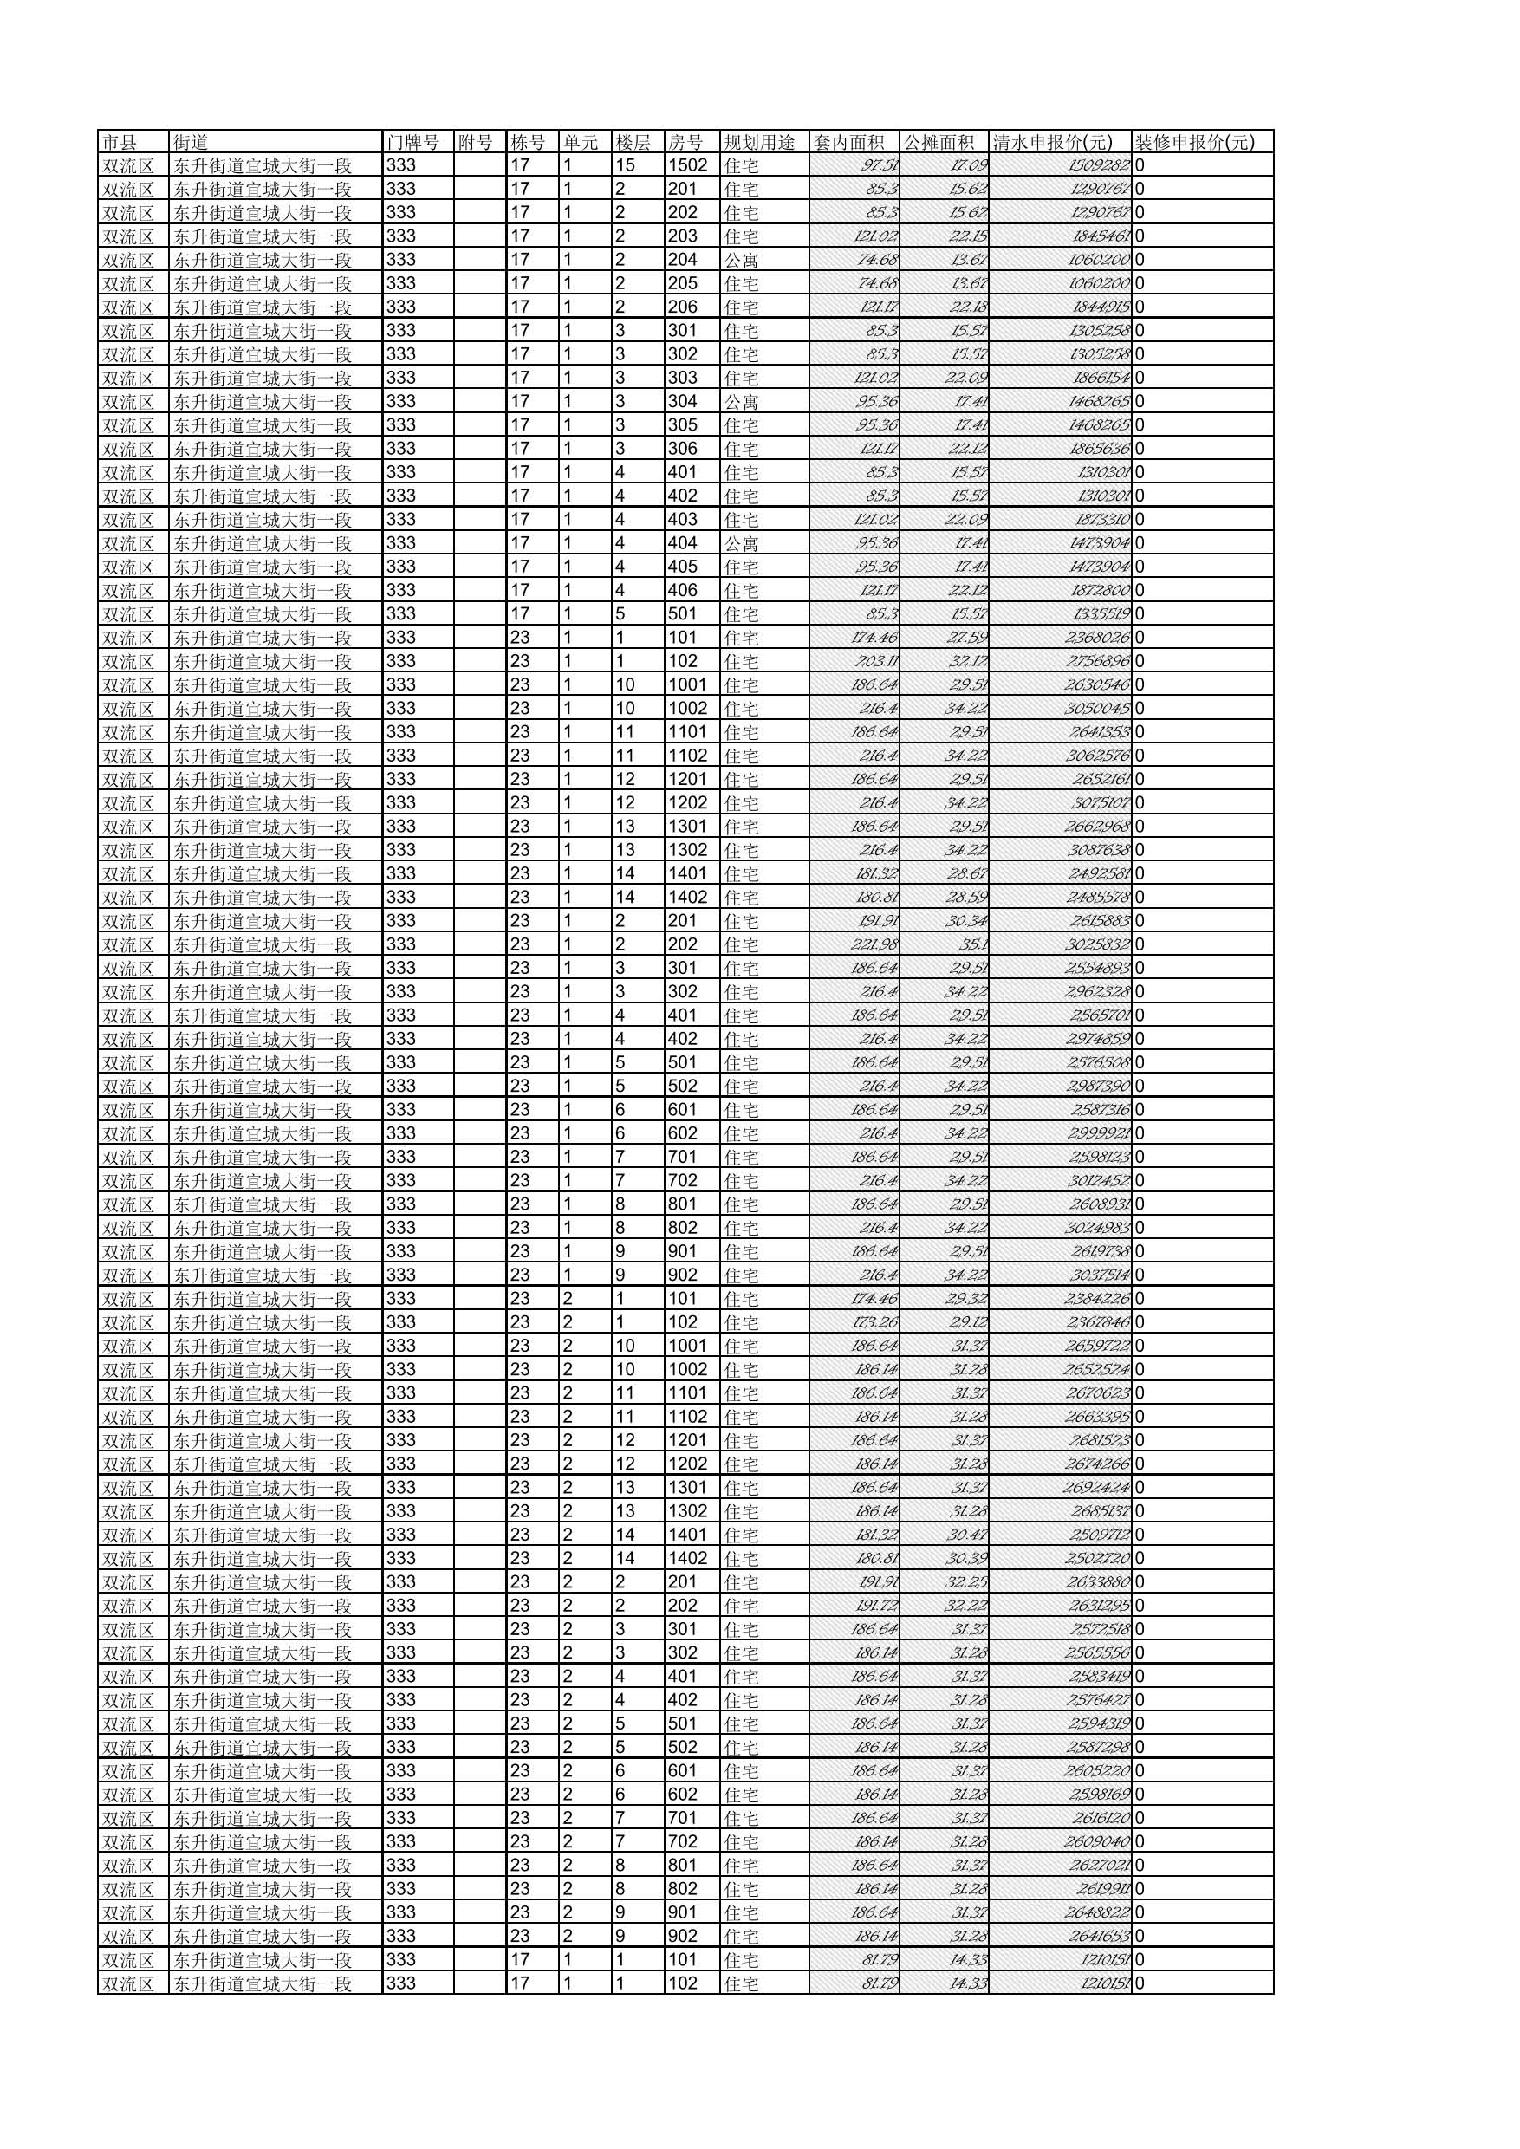 市县 街道 门牌号 附号 栋号 单元 楼层 房号 规划用途 套内面积 公摊面积 清水申报价(元) 装修申报价(元)
双流区 东升街道宜城大街一段 333 17 1 15 1502 住宅 97.51 17.09 1509282 0
双流区 东升街道宜城大街一段 333 17 1 2 201 住宅 85.3 15.62 1290767 0
双流区 东升街道宜城大街一段 333 17 1 2 202 住宅 85.3 15.62 1290767 0
双流区 东升街道宜城大街一段 333 17 1 2 203 住宅 121.02 22.15 1845461 0
双流区 东升街道宜城大街一段 333 17 1 2 204 公寓 74.68 13.67 1060200 0
双流区 东升街道宜城大街一段 333 17 1 2 205 住宅 74.68 13.67 1060200 0
双流区 东升街道宜城大街一段 333 17 1 2 206 住宅 121.17 22.18 1844915 0
双流区 东升街道宜城大街一段 333 17 1 3 301 住宅 85.3 15.57 1305258 0
双流区 东升街道宜城大街一段 333 17 1 3 302 住宅 85.3 15.57 1305258 0
双流区 东升街道宜城大街一段 333 17 1 3 303 住宅 121.02 22.09 1866154 0
双流区 东升街道宜城大街一段 333 17 1 3 304 公寓 95.36 17.41 1468265 0
双流区 东升街道宜城大街一段 333 17 1 3 305 住宅 95.36 17.41 1468265 0
双流区 东升街道宜城大街一段 333 17 1 3 306 住宅 121.17 22.12 1865636 0
双流区 东升街道宜城大街一段 333 17 1 4 401 住宅 85.3 15.57 1310301 0
双流区 东升街道宜城大街一段 333 17 1 4 402 住宅 85.3 15.57 1310301 0
双流区 东升街道宜城大街一段 333 17 1 4 403 住宅 121.02 22.09 1873310 0
双流区 东升街道宜城大街一段 333 17 1 4 404 公寓 95.36 17.41 1473904 0
双流区 东升街道宜城大街一段 333 17 1 4 405 住宅 95.36 17.41 1473904 0
双流区 东升街道宜城大街一段 333 17 1 4 406 住宅 121.17 22.12 1872800 0
双流区 东升街道宜城大街一段 333 17 1 5 501 住宅 85.3 15.57 1335519 0
双流区 东升街道宜城大街一段 333 23 1 1 101 住宅 174.46 27.59 2368026 0
双流区 东升街道宜城大街一段 333 23 1 1 102 住宅 203.11 32.12 2756896 0
双流区 东升街道宜城大街一段 333 23 1 10 1001 住宅 186.64 29.51 2630546 0
双流区 东升街道宜城大街一段 333 23 1 10 1002 住宅 216.4 34.22 3050045 0
双流区 东升街道宜城大街一段 333 23 1 11 1101 住宅 186.64 29.51 2641353 0
双流区 东升街道宜城大街一段 333 23 1 11 1102 住宅 216.4 34.22 3062576 0
双流区 东升街道宜城大街一段 333 23 1 12 1201 住宅 186.64 29.51 2652161 0
双流区 东升街道宜城大街一段 333 23 1 12 1202 住宅 216.4 34.22 3075107 0
双流区 东升街道宜城大街一段 333 23 1 13 1301 住宅 186.64 29.51 2662968 0
双流区 东升街道宜城大街一段 333 23 1 13 1302 住宅 216.4 34.22 3087638 0
双流区 东升街道宜城大街一段 333 23 1 14 1401 住宅 181.32 28.67 2492581 0
双流区 东升街道宜城大街一段 333 23 1 14 1402 住宅 180.81 28.59 2485578 0
双流区 东升街道宜城大街一段 333 23 1 2 201 住宅 191.91 30.34 2615883 0
双流区 东升街道宜城大街一段 333 23 1 2 202 住宅 221.98 35.1 3025832 0
双流区 东升街道宜城大街一段 333 23 1 3 301 住宅 186.64 29.51 2554893 0
双流区 东升街道宜城大街一段 333 23 1 3 302 住宅 216.4 34.22 2962328 0
双流区 东升街道宜城大街一段 333 23 1 4 401 住宅 186.64 29.51 2565701 0
双流区 东升街道宜城大街一段 333 23 1 4 402 住宅 216.4 34.22 2974859 0
双流区 东升街道宜城大街一段 333 23 1 5 501 住宅 186.64 29.51 2576508 0
双流区 东升街道宜城大街一段 333 23 1 5 502 住宅 216.4 34.22 2987390 0
双流区 东升街道宜城大街一段 333 23 1 6 601 住宅 186.64 29.51 2587316 0
双流区 东升街道宜城大街一段 333 23 1 6 602 住宅 216.4 34.22 2999921 0
双流区 东升街道宜城大街一段 333 23 1 7 701 住宅 186.64 29.51 2598123 0
双流区 东升街道宜城大街一段 333 23 1 7 702 住宅 216.4 34.22 3012452 0
双流区 东升街道宜城大街一段 333 23 1 8 801 住宅 186.64 29.51 2608931 0
双流区 东升街道宜城大街一段 333 23 1 8 802 住宅 216.4 34.22 3024983 0
双流区 东升街道宜城大街一段 333 23 1 9 901 住宅 186.64 29.51 2619738 0
双流区 东升街道宜城大街一段 333 23 1 9 902 住宅 216.4 34.22 3037514 0
双流区 东升街道宜城大街一段 333 23 2 1 101 住宅 174.46 29.32 2384226 0
双流区 东升街道宜城大街一段 333 23 2 1 102 住宅 173.26 29.12 2367846 0
双流区 东升街道宜城大街一段 333 23 2 10 1001 住宅 186.64 31.37 2659722 0
双流区 东升街道宜城大街一段 333 23 2 10 1002 住宅 186.14 31.28 2652524 0
双流区 东升街道宜城大街一段 333 23 2 11 1101 住宅 186.64 31.37 2670623 0
双流区 东升街道宜城大街一段 333 23 2 11 1102 住宅 186.14 31.28 2663395 0
双流区 东升街道宜城大街一段 333 23 2 12 1201 住宅 186.64 31.37 2681523 0
双流区 东升街道宜城大街一段 333 23 2 12 1202 住宅 186.14 31.28 2674266 0
双流区 东升街道宜城大街一段 333 23 2 13 1301 住宅 186.64 31.37 2692424 0
双流区 东升街道宜城大街一段 333 23 2 13 1302 住宅 186.14 31.28 2685137 0
双流区 东升街道宜城大街一段 333 23 2 14 1401 住宅 181.32 30.47 2509712 0
双流区 东升街道宜城大街一段 333 23 2 14 1402 住宅 180.81 30.39 2502720 0
双流区 东升街道宜城大街一段 333 23 2 2 201 住宅 191.91 32.25 2633880 0
双流区 东升街道宜城大街一段 333 23 2 2 202 住宅 191.72 32.22 2631295 0
双流区 东升街道宜城大街一段 333 23 2 3 301 住宅 186.64 31.37 2572518 0
双流区 东升街道宜城大街一段 333 23 2 3 302 住宅 186.14 31.28 2565556 0
双流区 东升街道宜城大街一段 333 23 2 4 401 住宅 186.64 31.37 2583419 0
双流区 东升街道宜城大街一段 333 23 2 4 402 住宅 186.14 31.28 2576427 0
双流区 东升街道宜城大街一段 333 23 2 5 501 住宅 186.64 31.37 2594319 0
双流区 东升街道宜城大街一段 333 23 2 5 502 住宅 186.14 31.28 2587298 0
双流区 东升街道宜城大街一段 333 23 2 6 601 住宅 186.64 31.37 2605220 0
双流区 东升街道宜城大街一段 333 23 2 6 602 住宅 186.14 31.28 2598169 0
双流区 东升街道宜城大街一段 333 23 2 7 701 住宅 186.64 31.37 2616120 0
双流区 东升街道宜城大街一段 333 23 2 7 702 住宅 186.14 31.28 2609040 0
双流区 东升街道宜城大街一段 333 23 2 8 801 住宅 186.64 31.37 2627021 0
双流区 东升街道宜城大街一段 333 23 2 8 802 住宅 186.14 31.28 2619911 0
双流区 东升街道宜城大街一段 333 23 2 9 901 住宅 186.64 31.37 2648822 0
双流区 东升街道宜城大街一段 333 23 2 9 902 住宅 186.14 31.28 2641653 0
双流区 东升街道宜城大街一段 333 17 1 1 101 住宅 81.79 14.33 1210151 0
双流区 东升街道宜城大街一段 333 17 1 1 102 住宅 81.79 14.33 1210151 0